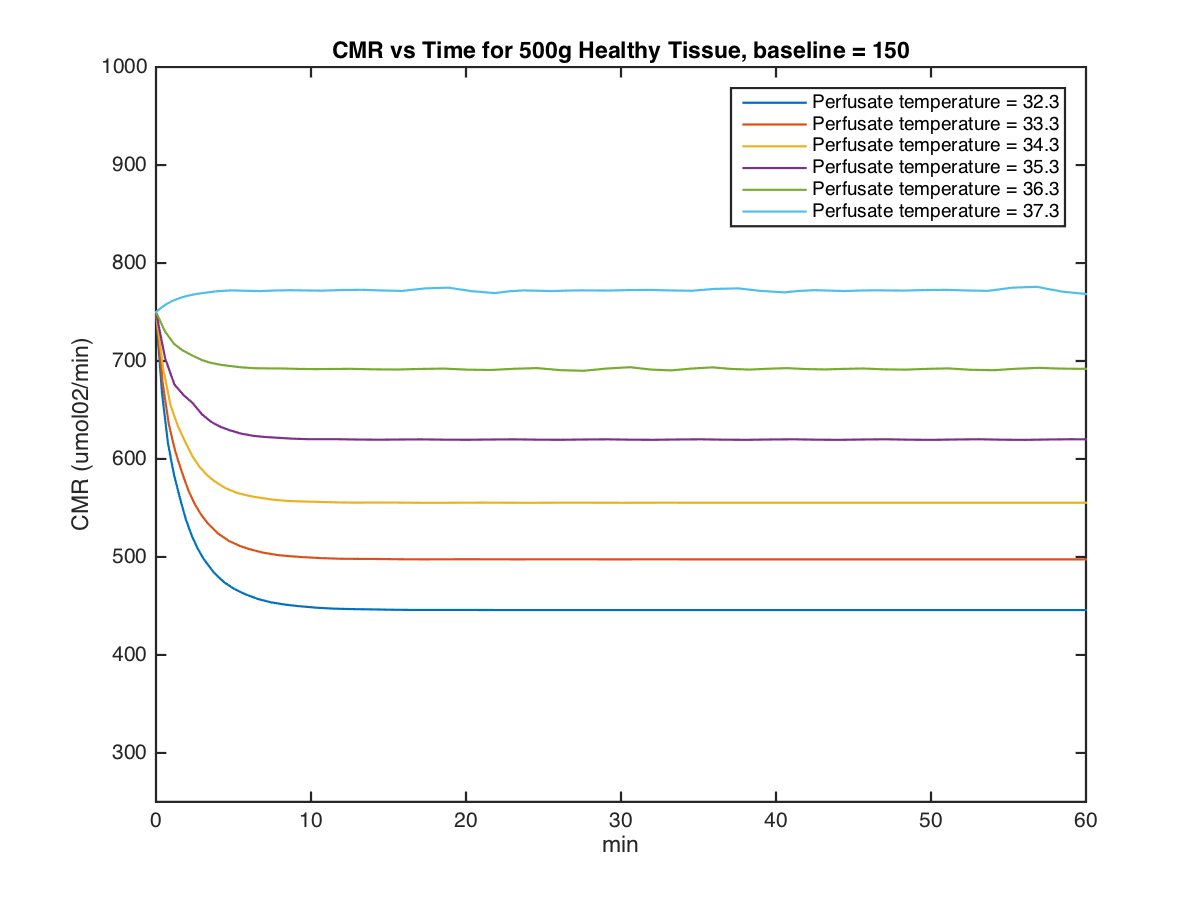 CMR vs Time for 500g Healthy Tissue, baseline = 150
1000
900
800
700
600
500
400
300
CMR (umol02/min)
Perfusate temperature = 32.3
Perfusate temperature = 33.3
Perfusate temperature = 34.3
Perfusate temperature = 35.3
Perfusate temperature = 36.3
Perfusate temperature = 37.3
0 10 20 30 40 50 60
min